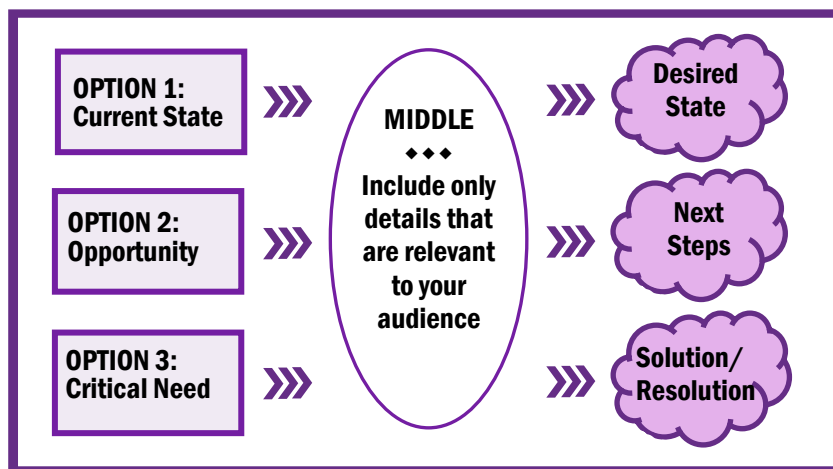 OPTION 1:
Current State
OPTION 2:
Opportunity
OPTION 3:
Critical Need
MIDDLE
Include only
details that
are relevant
to your
audience
Desired
State
Next
Steps
Solution/
Resolution